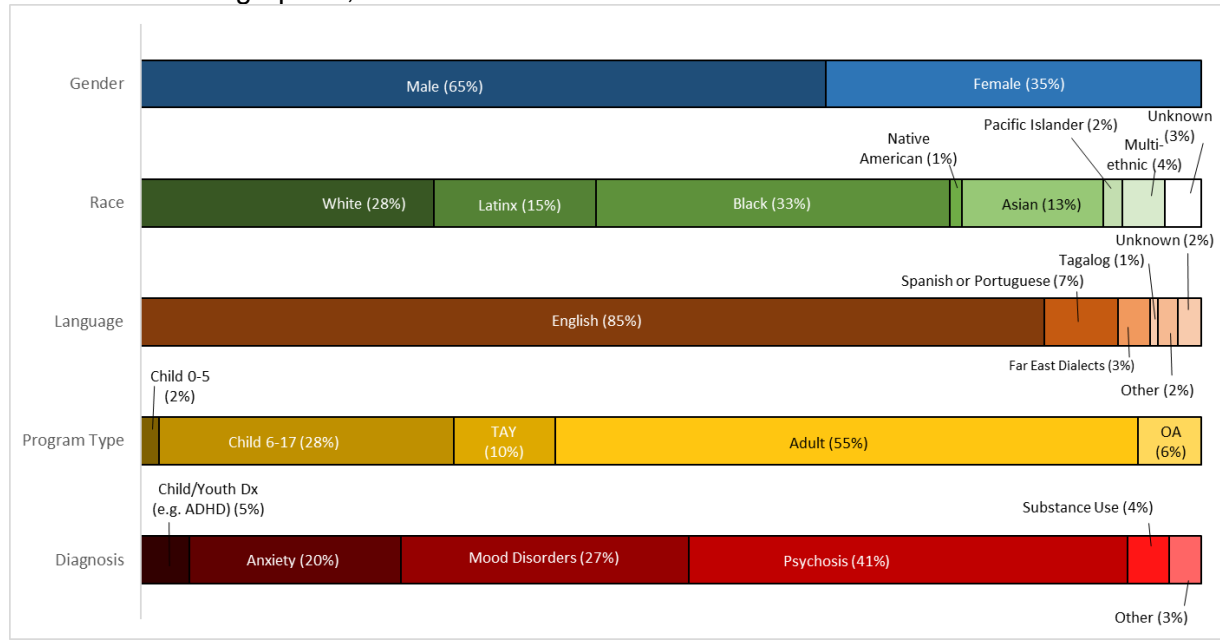 Gender
Male (65%)
Female (35%)
Race
White (28%)
Latinx (15%)
Black (33%)
Native
American (1%)
Asian (13%)
Pacific Islander (2%)
Multi-
ethnic (4%)
Unknown
(3%)
Language
English (85%)
Spanish or Portuguese (7%)
Far East Dialects (3%)
Tagalog (1%)
Other (2%)
Unknown (2%)
Program Type
Child 0-5
(2%)
Child 6-17 (28%)
TAY
(10%)
Adult (55%)
OA
(6%)
Diagnosis
Child/Youth Dx
(e.g. ADHD) (5%)
Anxiety (20%)
Mood Disorders (27%)
Psychosis (41%)
Substance Use (4%)
Other (3%)